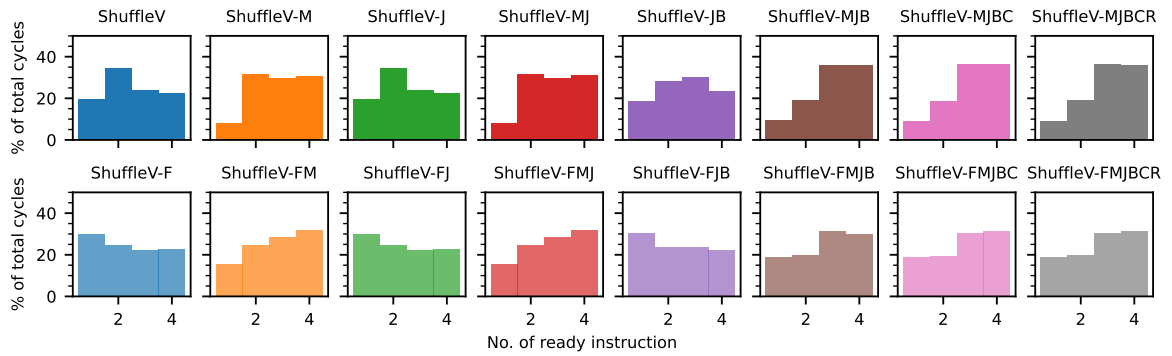 ShuffleV ShuffleV-M ShuffleV-J ShuffleV-MJ ShuffleV-JB ShuffleV-MJB ShuffleV-MJBC ShuffleV-MJBCR
% of total cycles
40
20
0
2 4 2 4 2 4 2 4 2 4 2 4 2 4 2 4
ShuffleV-F ShuffleV-FM ShuffleV-FJ ShuffleV-FMJ ShuffleV-FJB ShuffleV-FMJB ShuffleV-FMJBC ShuffleV-FMJBCR
% of total cycles
40
20
0
No. of ready instruction